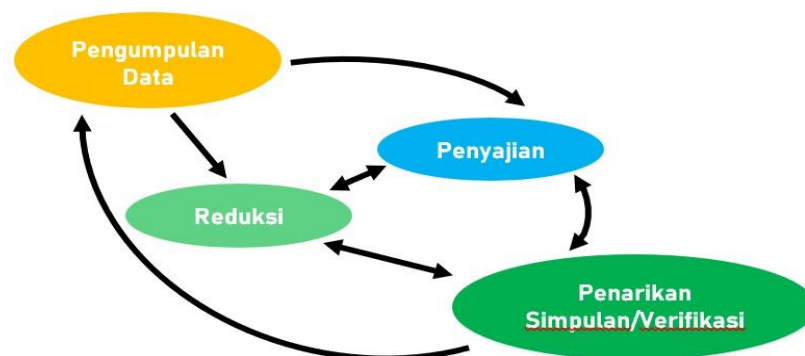 Pengumpulan
Data
Penyajian
Reduksi
Penarikan
Simpulan/Verifikasi